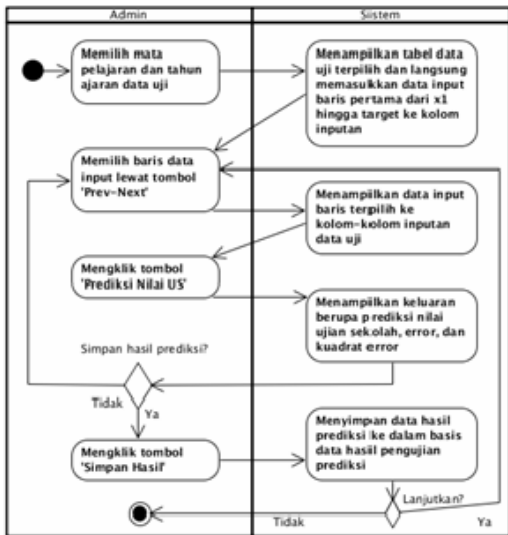 Admin
Siistem
Memilih mata
pelajaran dan tahun
ajaran data uji
Menampilkan tabel data
uji terpilih dan langsung
memasukkan data input
baris pertama dari x1
hingga target ke kolom
inputan
Memilih baris data
input lewat tombol
'Prev-Next'
Menampilkan data input
baris terpilih ke
kolom-kolom inputan
data uji
Mengklik tombol
'Prediksi Nilai US'
Menampilkan keluaran
berupa prediksi nilai
ujian sekolah, error, dan
kuadrat error
Simpan hasil prediksi?
Tidak
Ya
Mengklik tombol
'Simpan Hasil'
Menyimpan data hasil
prediksi ke dalam basis
data hasil pengujian
prediksi
Lanjutkan?
Tidak
Ya